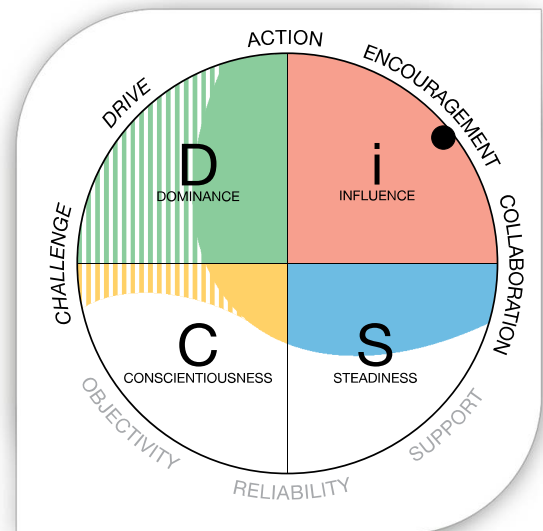 ACTION
ENCOURAGEMENT
DRIVE
D
DOMINANCE
i
INFLUENCE
CHALLENGE
COLLABORATION
C
CONSCIENTIOUSNESS
S
STEADINESS
OBJECTIVITY
SUPPORT
RELIABILITY